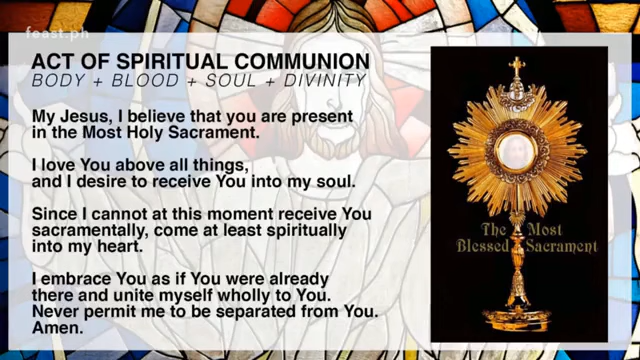 feast.ph
ACT OF SPIRITUAL COMMUNION
BODY + BLOOD + SOUL + DIVINITY
My Jesus, I believe that you are present
in the Most Holy Sacrament.
I love You above all things,
and I desire to receive You into my soul.
Since I cannot at this moment receive You
sacramentally, come at least spiritually
into my heart.
I embrace You as if You were already
there and unite myself wholly to You.
Never permit me to be separated from You.
Amen.
The Most
Blessed Sacrament